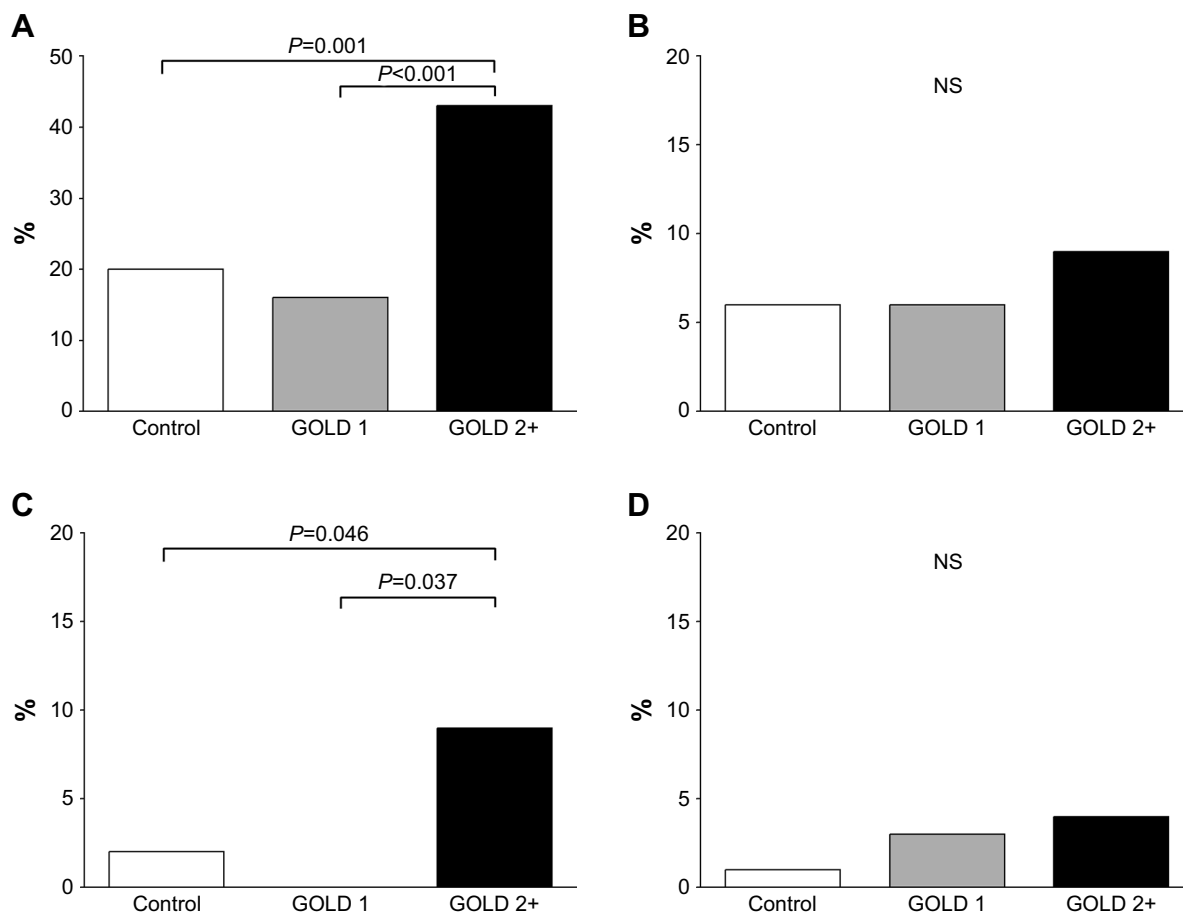 A
P=0.001
P<0.001
50
40
30
20
10
0
%
Control GOLD 1 GOLD 2+
B
NS
20
15
10
5
0
%
Control GOLD 1 GOLD 2+
C
P=0.046
P=0.037
20
15
10
5
0
%
Control GOLD 1 GOLD 2+
D
NS
20
15
10
5
0
%
Control GOLD 1 GOLD 2+